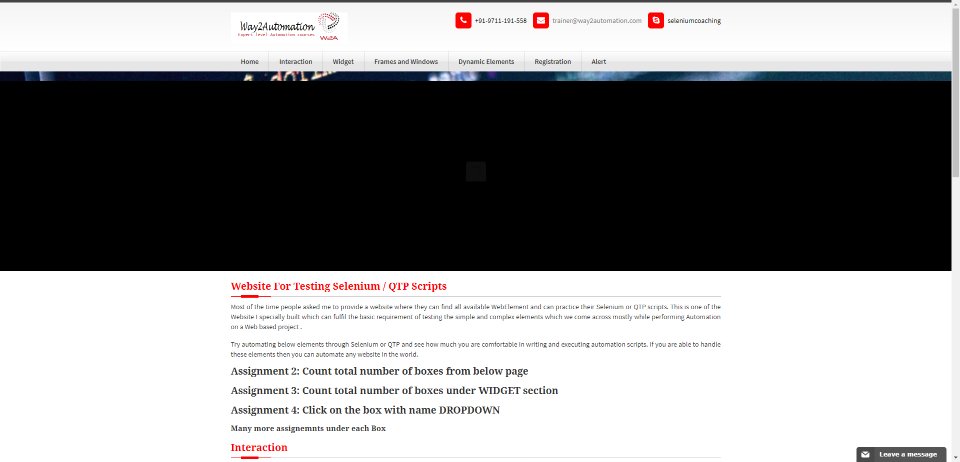 Way2Automation
Expert level Automation courses
W2A
+91-9711-191-558
trainer@way2automation.com
seleniumcoaching
Home
Interaction
Widget
Frames and Windows
Dynamic Elements
Registration
Alert
Website For Testing Selenium / QTP Scripts
Most of the time people asked me to provide a website where they can find all available WebElement and can practice their Selenium or QTP scripts. This is one of the
Website I specially built which can fulfil the basic requirement of testing the simple and complex elements which we come across mostly while performing Automation
on a Web based project .
Try automating below elements through Selenium or QTP and see how much you are comfortable in writing and executing automation scripts. If you are able to handle
these elements then you can automate any website in the world.
Assignment 2: Count total number of boxes from below page
Assignment 3: Count total number of boxes under WIDGET section
Assignment 4: Click on the box with name DROPDOWN
Many more assignemnts under each Box
Interaction
Leave a message